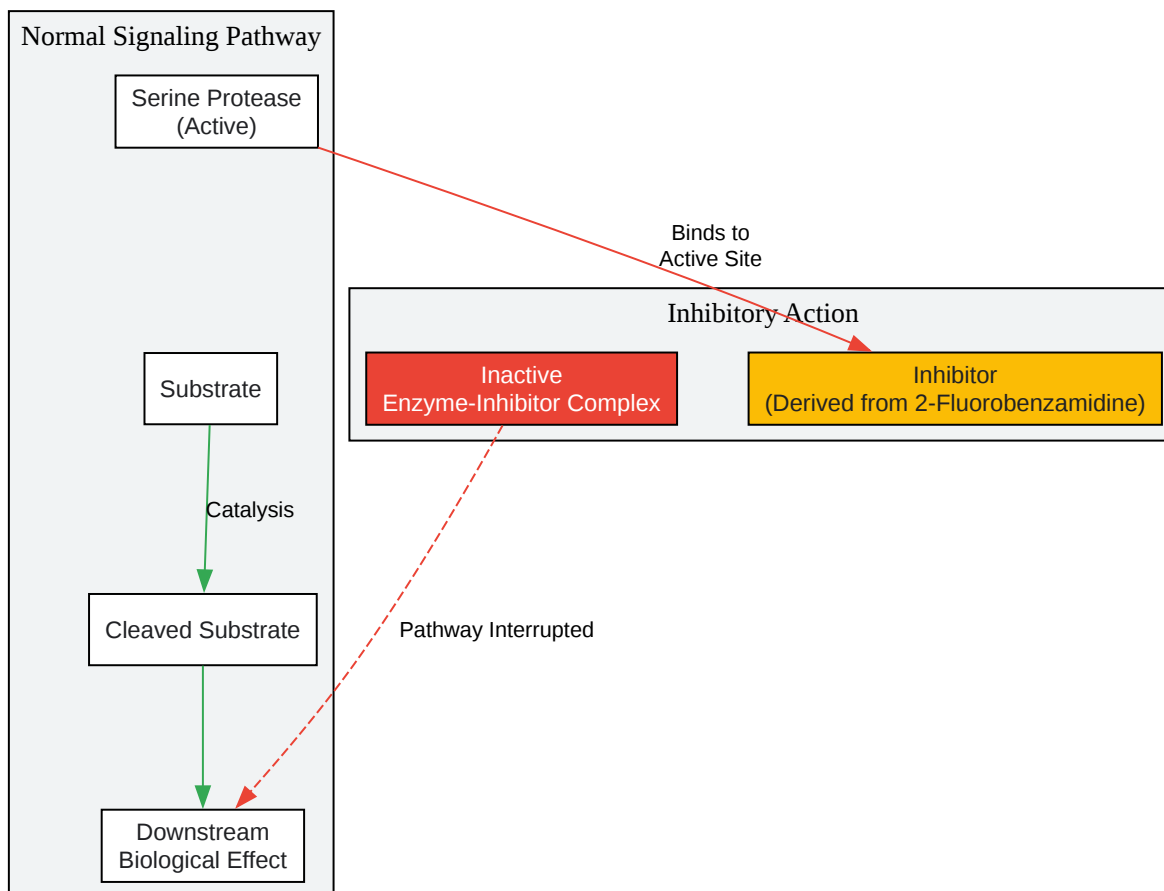 Normal Signaling Pathway
Serine Protease
(Active)
Binds to
Active Site
Inhibitory Action
Substrate
Inactive
Enzyme-Inhibitor Complex
Inhibitor
(Derived from 2-Fluorobenzamidine)
Catalysis
Cleaved Substrate
Pathway Interrupted
Downstream
Biological Effect